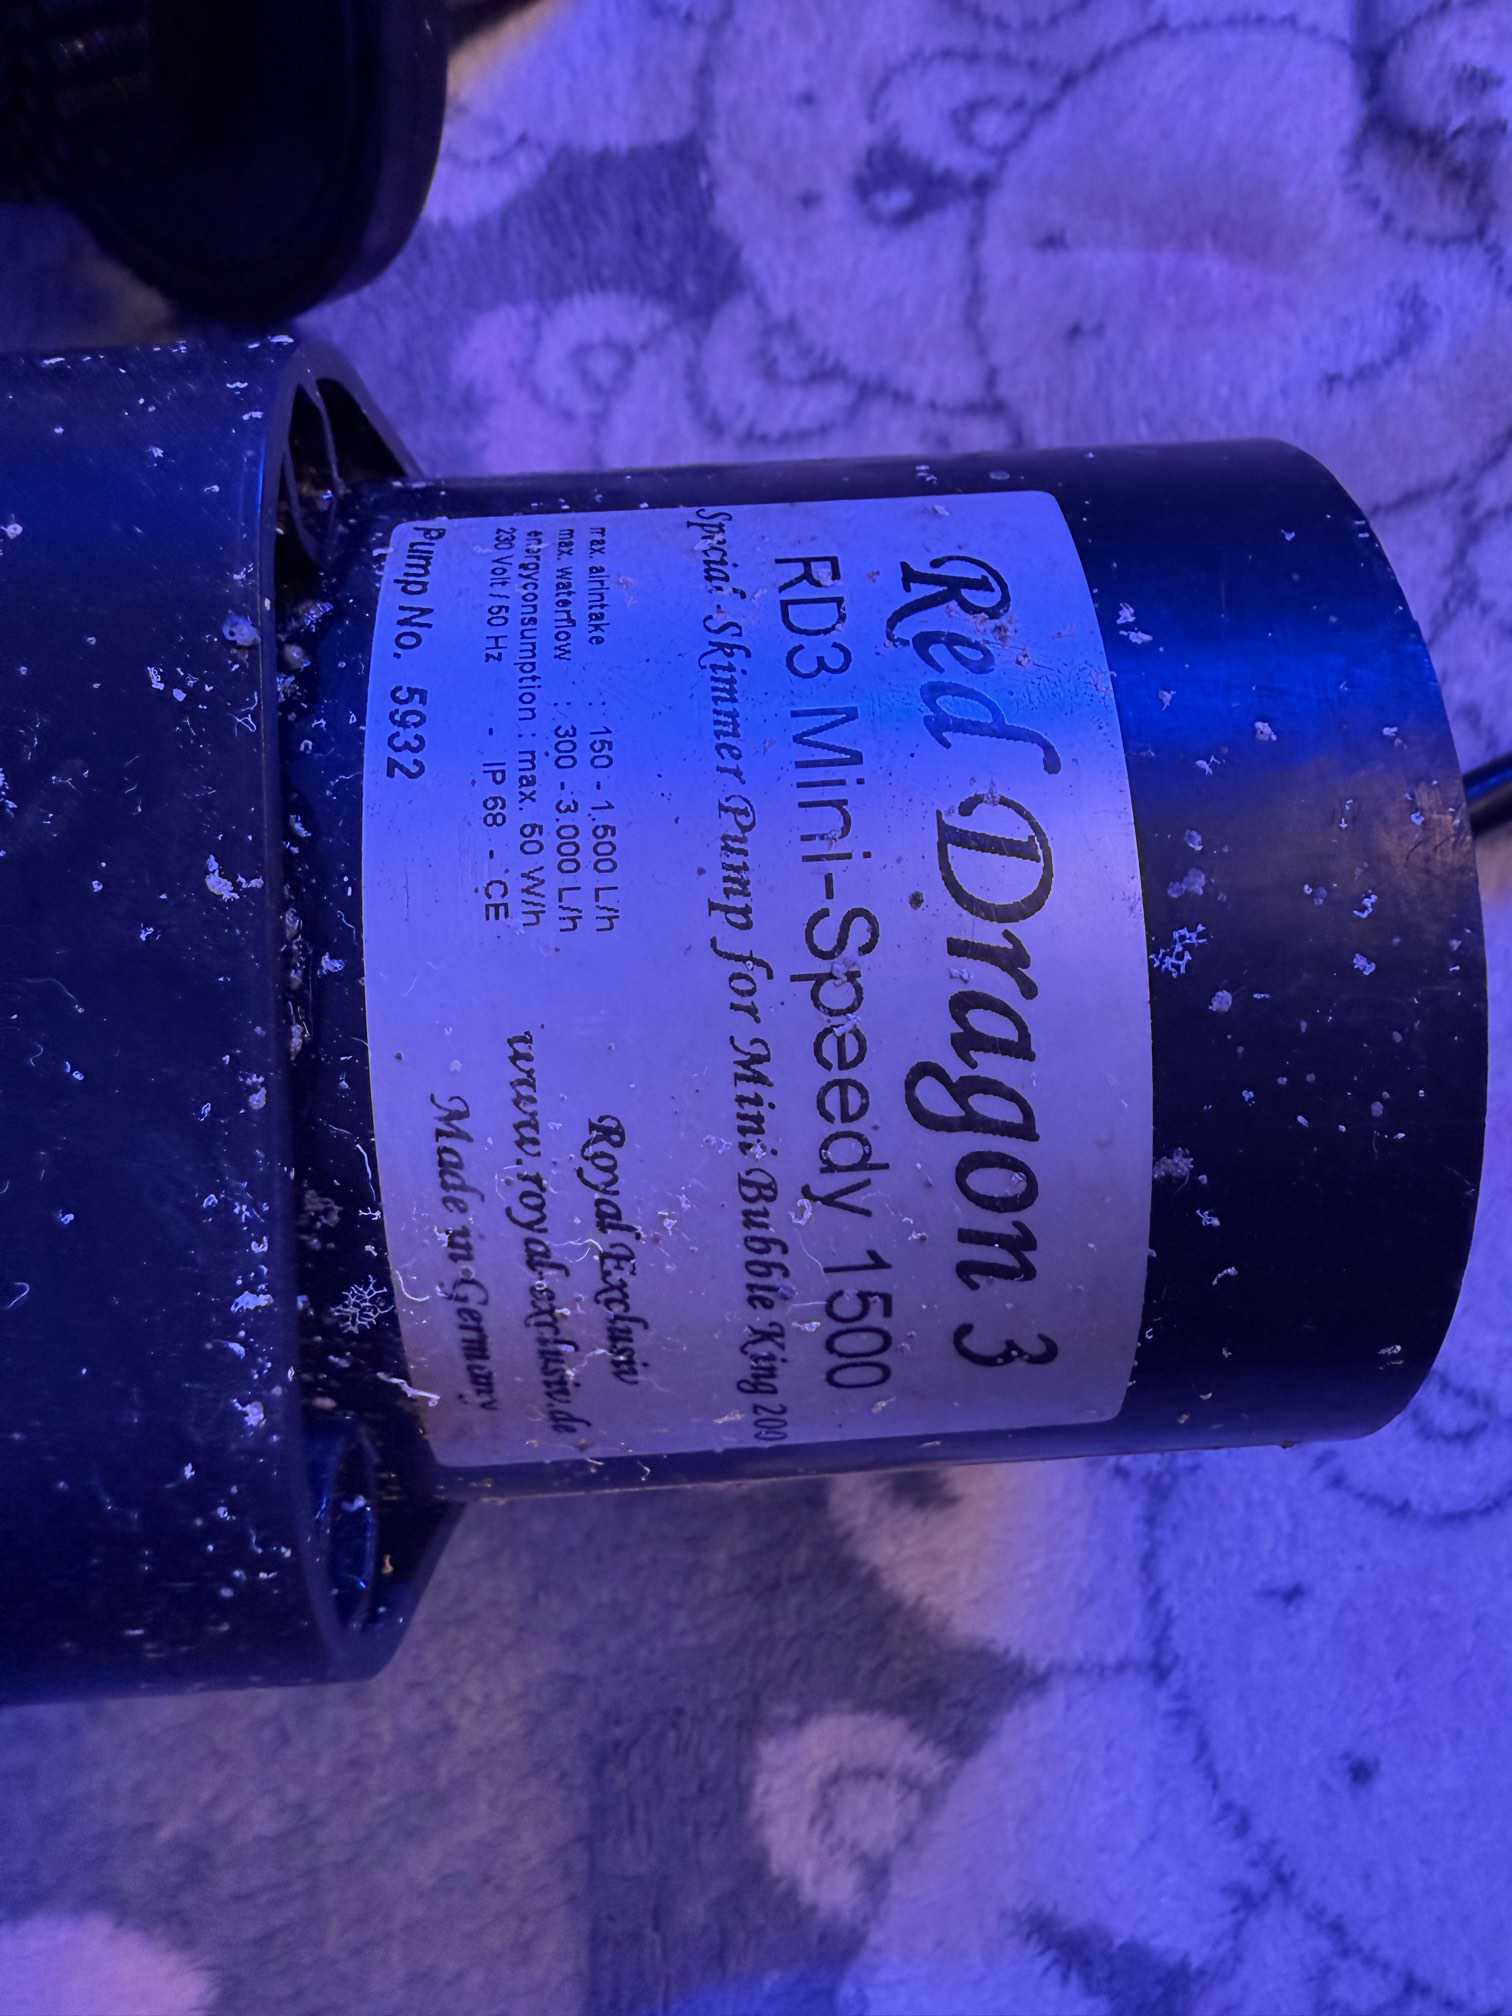 Red Dragon 3
RD3 Mini-Speedy 1500
Special Skimmer Pump for Mini Bubble King 200
max. airintake : 150 - 1.500 L/h
max. waterflow : 300 - 3.000 L/h
energyconsumption : max. 60 W/h
230 Volt / 50 Hz - IP 68 - CE
Pump No. 5932
Royal Exclusiv
www.royal-exclusiv.de
Made in Germany